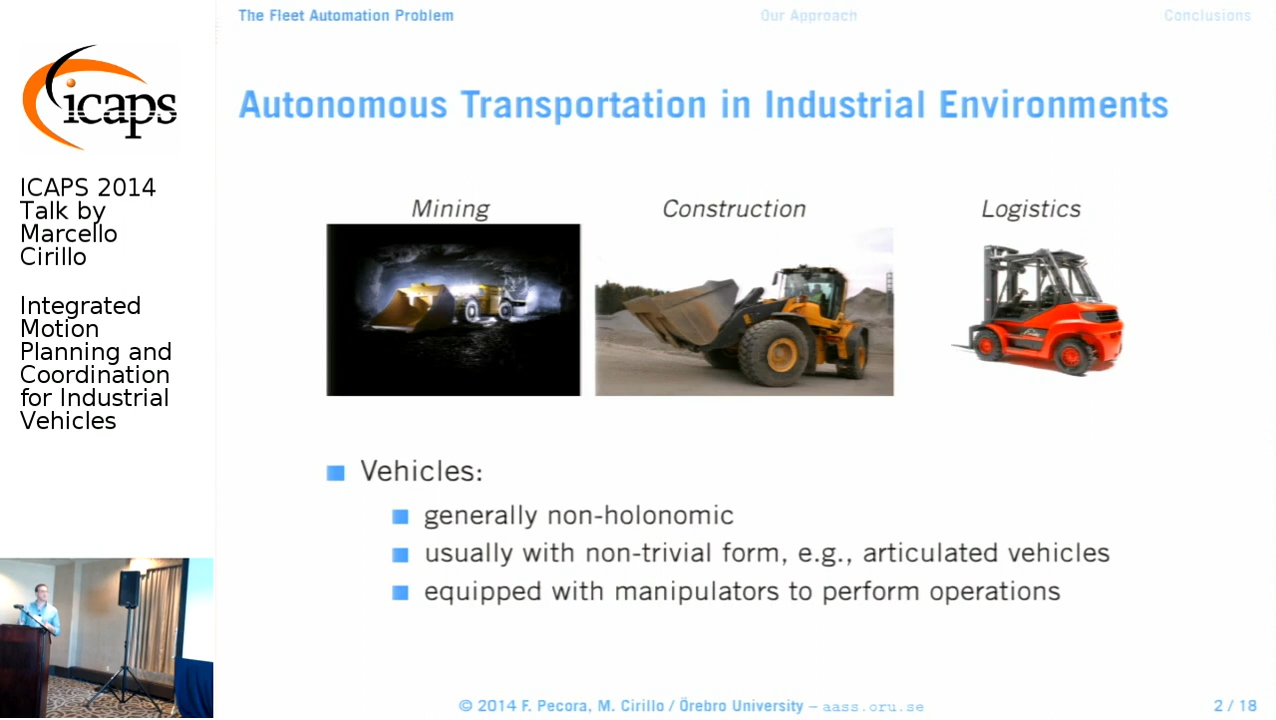 icaps
ICAPS 2014
Talk by
Marcello
Cirillo
Integrated
Motion
Planning and
Coordination
for Industrial
Vehicles
The Fleet Automation Problem
Our Approach
Conclusions
Autonomous Transportation in Industrial Environments
Mining
Construction
Logistics
Vehicles:
generally non-holonomic
usually with non-trivial form, e.g., articulated vehicles
equipped with manipulators to perform operations
© 2014 F. Pecora, M. Cirillo / Örebro University – aass.oru.se
2 / 18